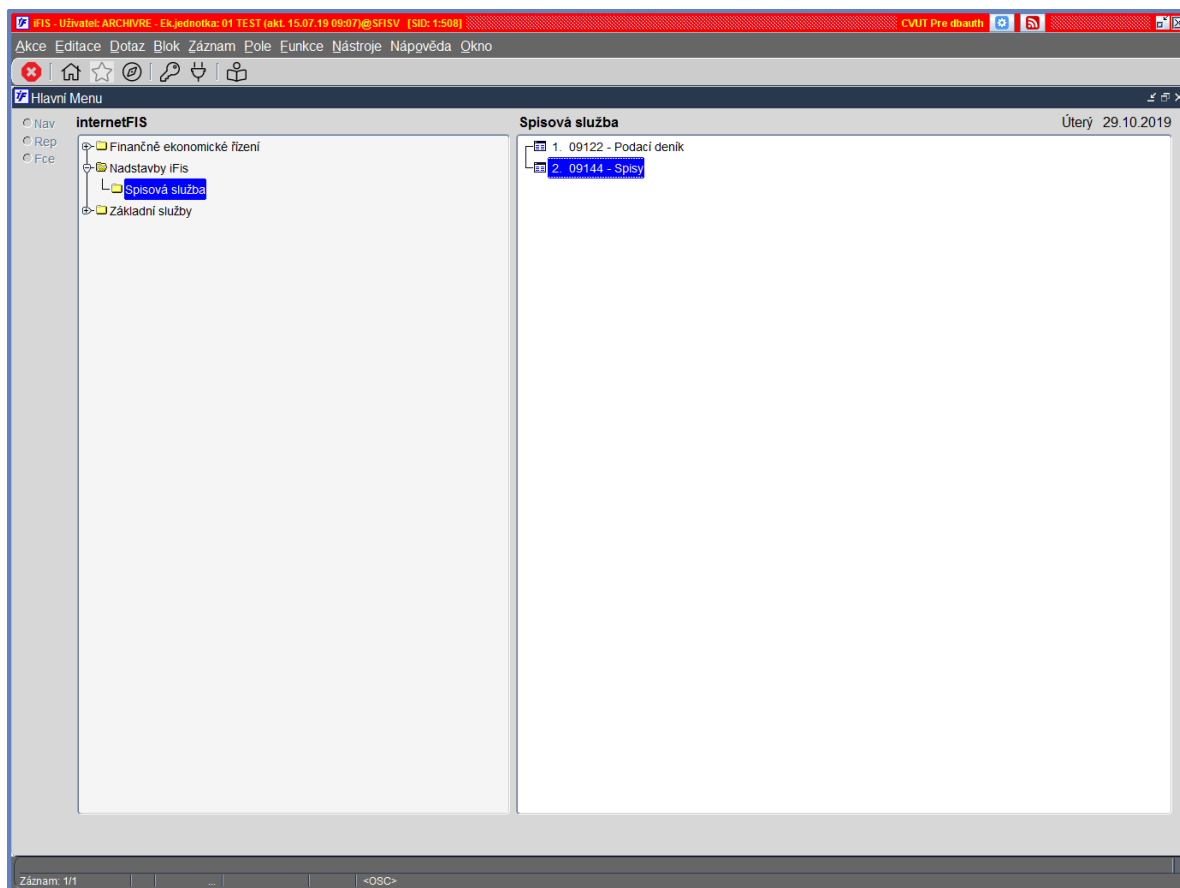 iFIS - Uživatel: ARCHIVRE - Ek.jednotka: 01 TEST (akt. 15.07.19 09:07)@SFISV [SID: 1:508] CVUT Pre dbauth
Akce Editace Dotaz Blok Záznam Pole Funkce Nástroje Nápověda Okno
Hlavní Menu
Nav internetFIS Spisová služba Úterý 29.10.2019
Rep Finančně ekonomické řízení 1. 09122 - Podací deník
Fce Nadstavby iFis 2. 09144 - Spisy
Spisová služba
Základní služby
Záznam: 1/1 ... <OSC>